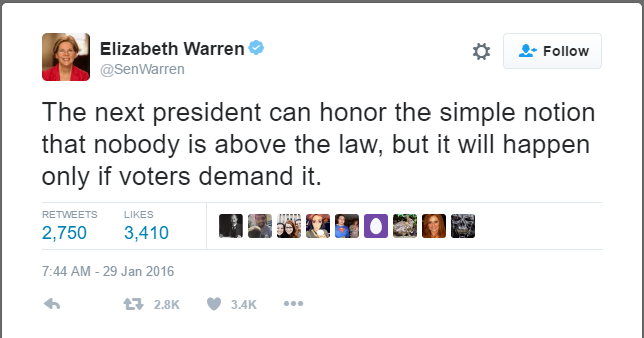 Elizabeth Warren
@SenWarren
Follow
The next president can honor the simple notion
that nobody is above the law, but it will happen
only if voters demand it.
RETWEETS LIKES
2,750 3,410
7:44 AM - 29 Jan 2016
2.8K 3.4K